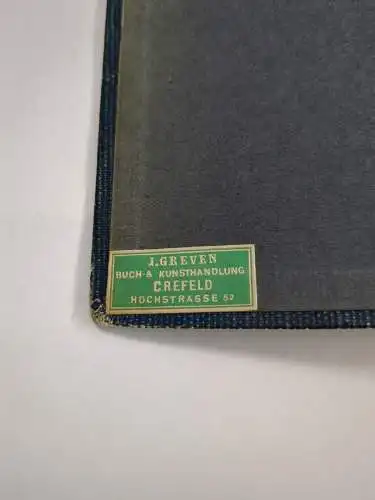 J. GREVEN
BUCH- & KUNSTHANDLUNG
CREFELD
HOCHSTRASSE 52